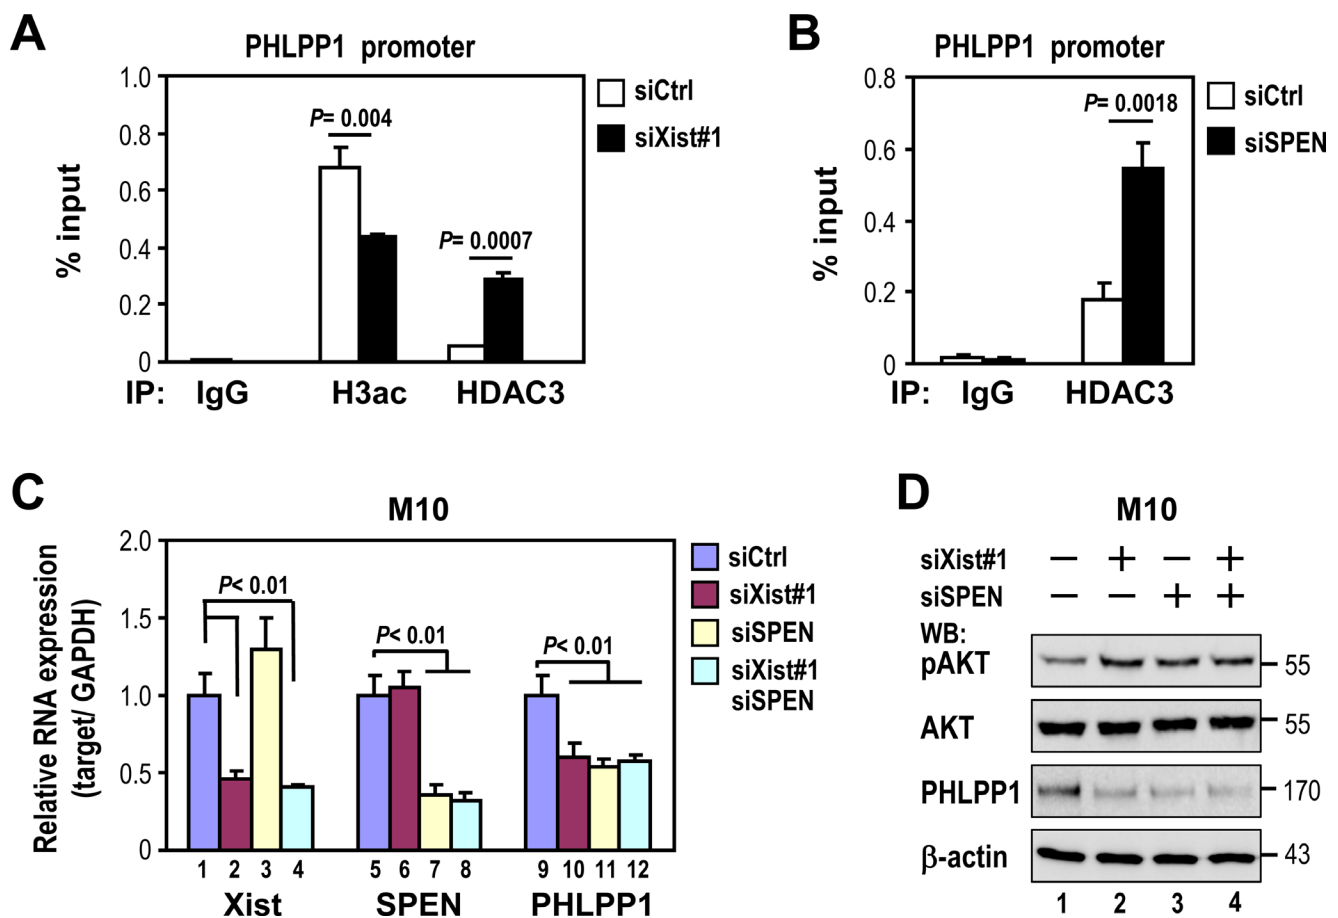 A
PHLPP1 promoter
% input
1.0
0.8
0.6
0.4
0.2
0
P= 0.004
P= 0.0007
siCtrl
siXist#1
IP: IgG H3ac HDAC3
B
PHLPP1 promoter
% input
0.8
0.6
0.4
0.2
0
P= 0.0018
siCtrl
siSPEN
IP: IgG HDAC3
C
M10
Relative RNA expression
(target/ GAPDH)
2.0
1.5
1.0
0.5
0
P< 0.01
P< 0.01
P< 0.01
siCtrl
siXist#1
siSPEN
siXist#1
siSPEN
1 2 3 4 5 6 7 8 9 10 11 12
Xist SPEN PHLPP1
D
M10
siXist#1 − + − +
siSPEN − − + +
WB:
pAKT 55
AKT 55
PHLPP1 170
β-actin 43
1 2 3 4